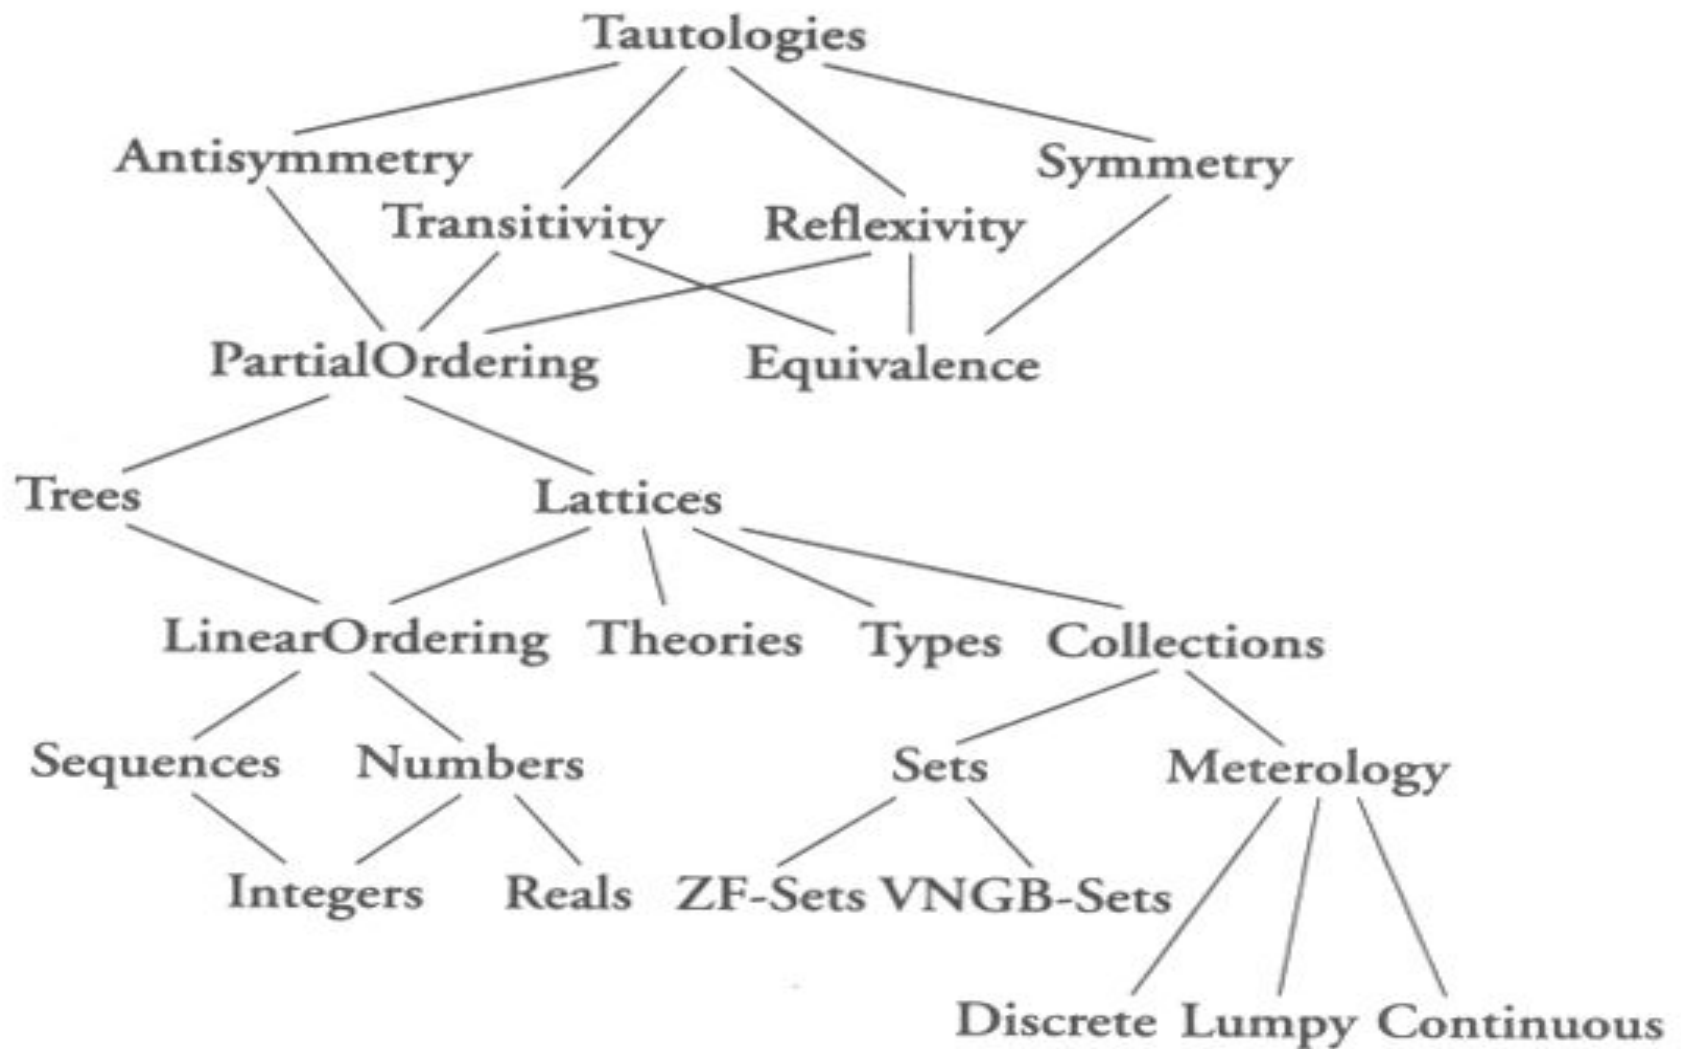 Tautologies
Antisymmetry Symmetry
Transitivity Reflexivity
PartialOrdering Equivalence
Trees Lattices
LinearOrdering Theories Types Collections
Sequences Numbers Sets Meterology
Integers Reals ZF-Sets VNGB-Sets
Discrete Lumpy Continuous